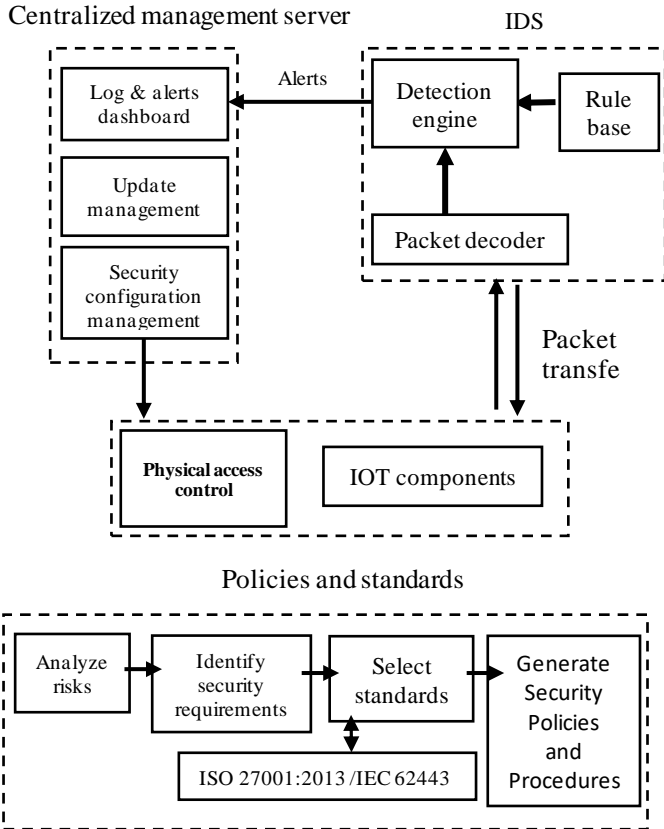 Centralized management server
IDS
Log & alerts
dashboard
Alerts
Detection
engine
Rule
base
Update
management
Packet decoder
Security
configuration
management
Packet
transfe
Physical access
control
IOT components
Policies and standards
Analyze
risks
Identify
security
requirements
Select
standards
Generate
Security
Policies
and
Procedures
ISO 27001:2013 /IEC 62443